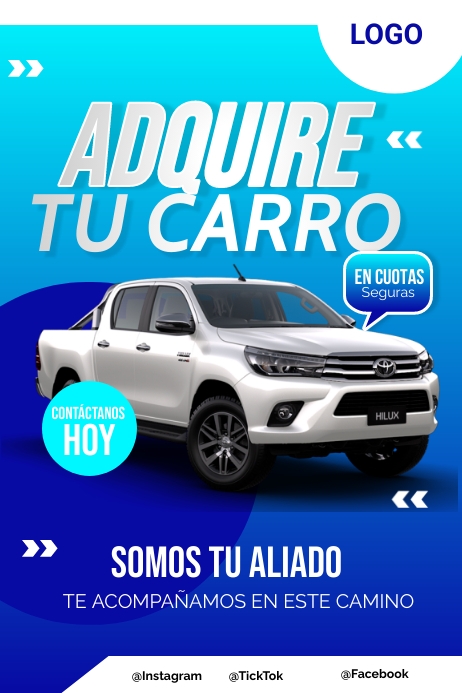 LOGO
ADQUIRE
TU CARRO
EN CUOTAS
Seguras
HILUX
CONTÁCTANOS
HOY
SOMOS TU ALIADO
TE ACOMPAÑAMOS EN ESTE CAMINO
@Instagram @TickTok @Facebook